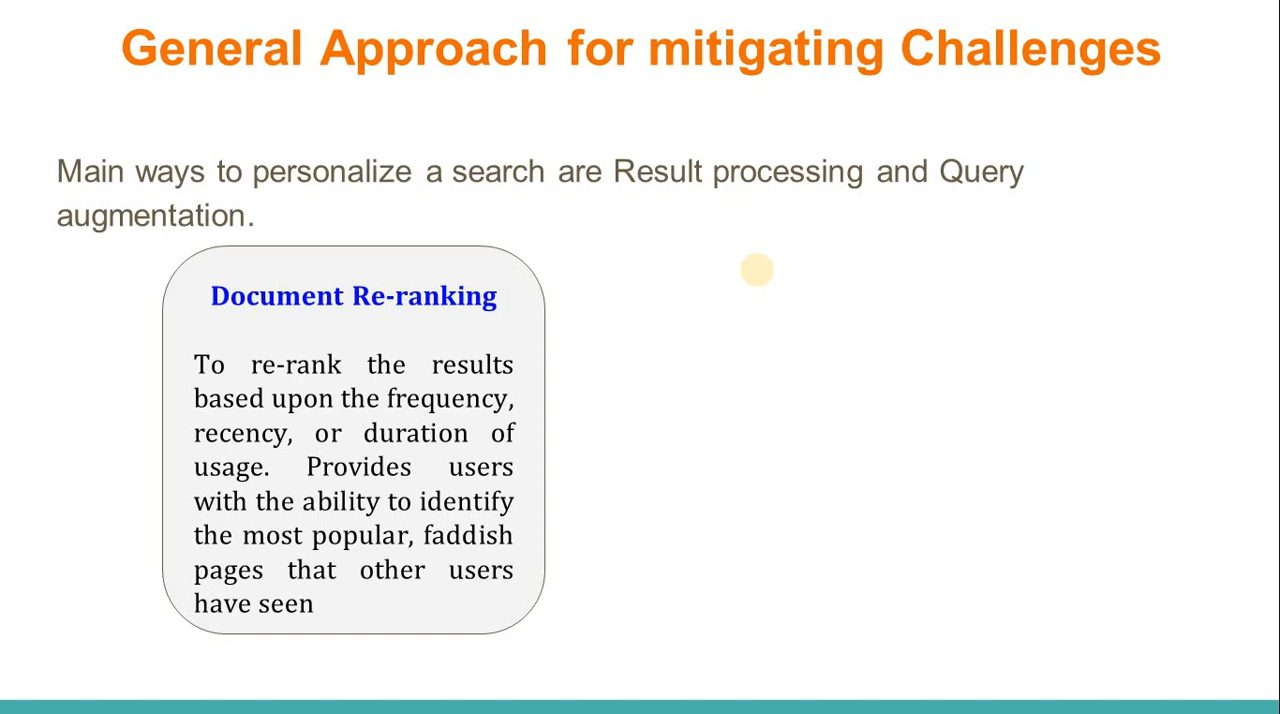 General Approach for mitigating Challenges
Main ways to personalize a search are Result processing and Query
augmentation.
Document Re-ranking
To re-rank the results
based upon the frequency,
recency, or duration of
usage. Provides users
with the ability to identify
the most popular, faddish
pages that other users
have seen